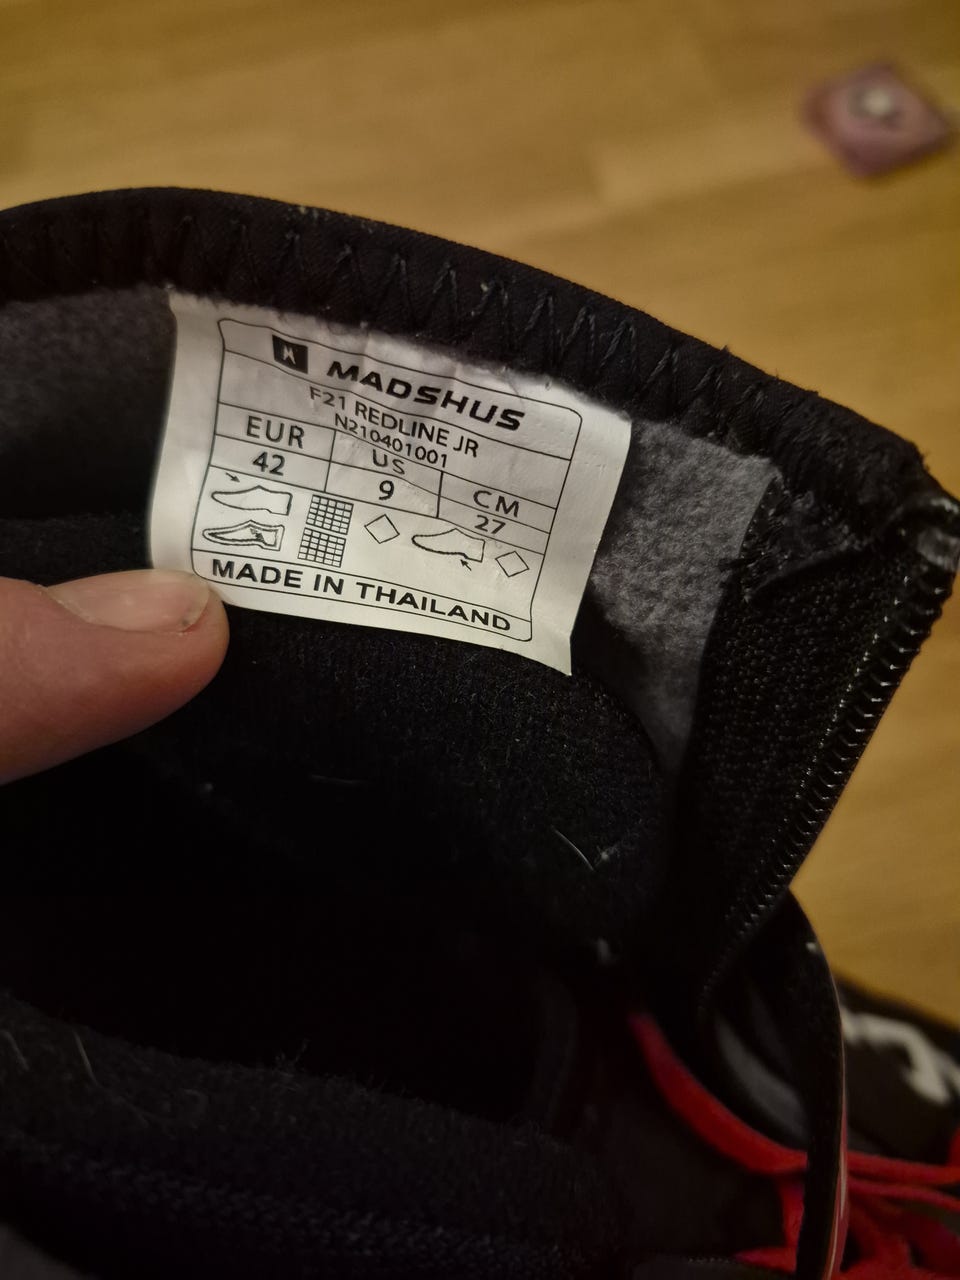 M MADSHUS
F21 REDLINE JR
N210401001
EUR US CM
42 9 27
MADE IN THAILAND